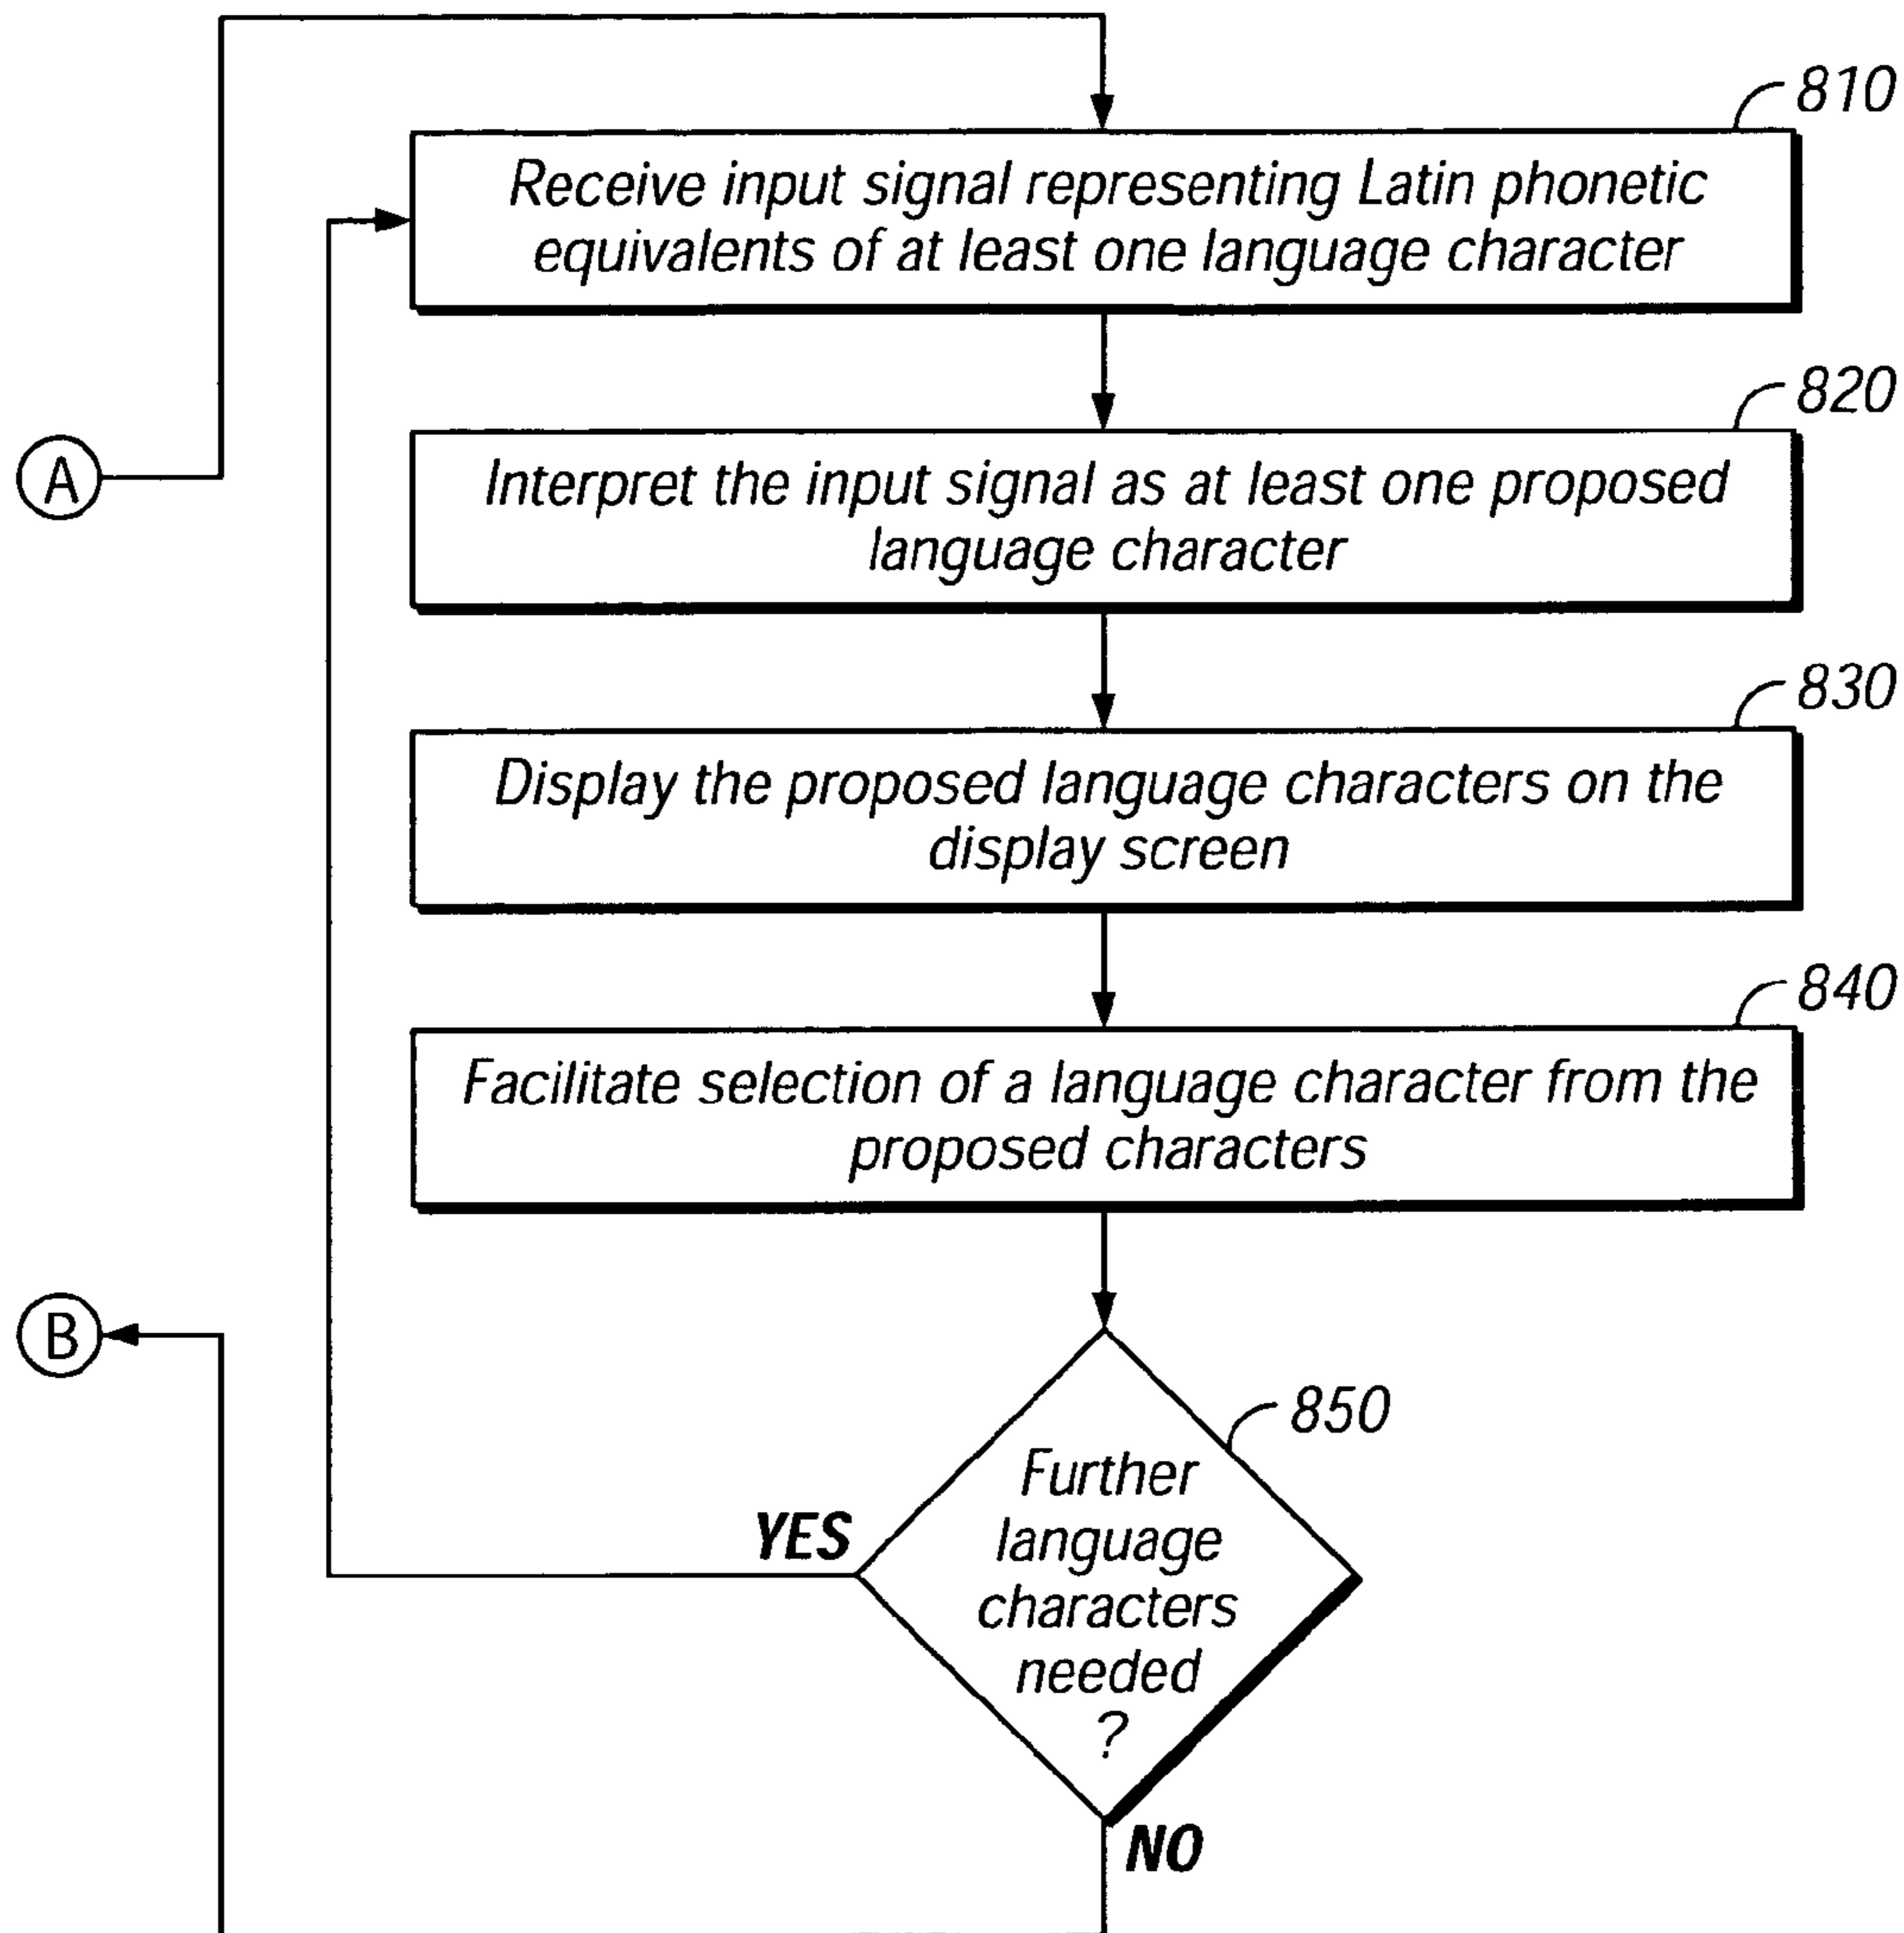 810
Receive input signal representing Latin phonetic
equivalents of at least one language character
820
A
Interpret the input signal as at least one proposed
language character
830
Display the proposed language characters on the
display screen
840
Facilitate selection of a language character from the
proposed characters
B
850
Further
language
characters
needed
?
YES
NO